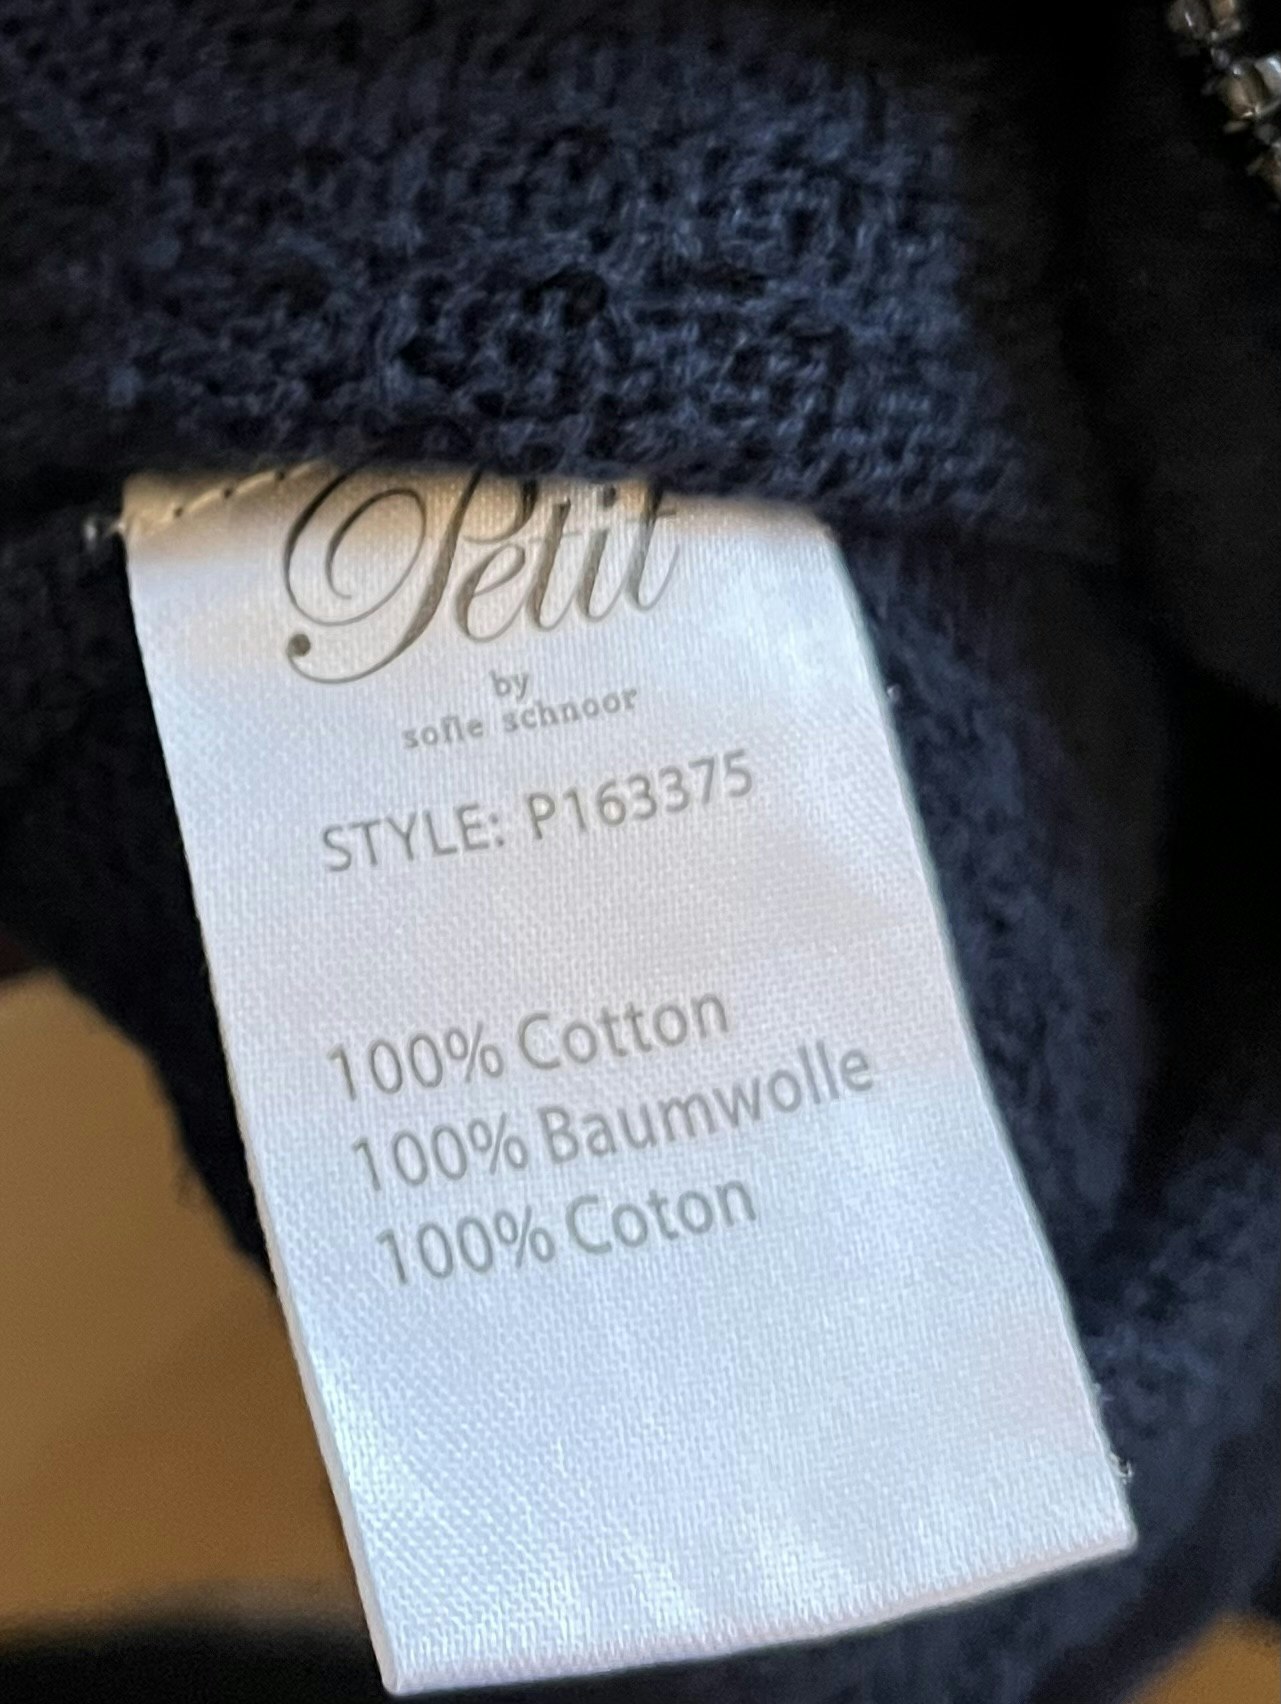 Petit
by
sofie schnoor
STYLE: P163375
100% Cotton
100% Baumwolle
100% Coton